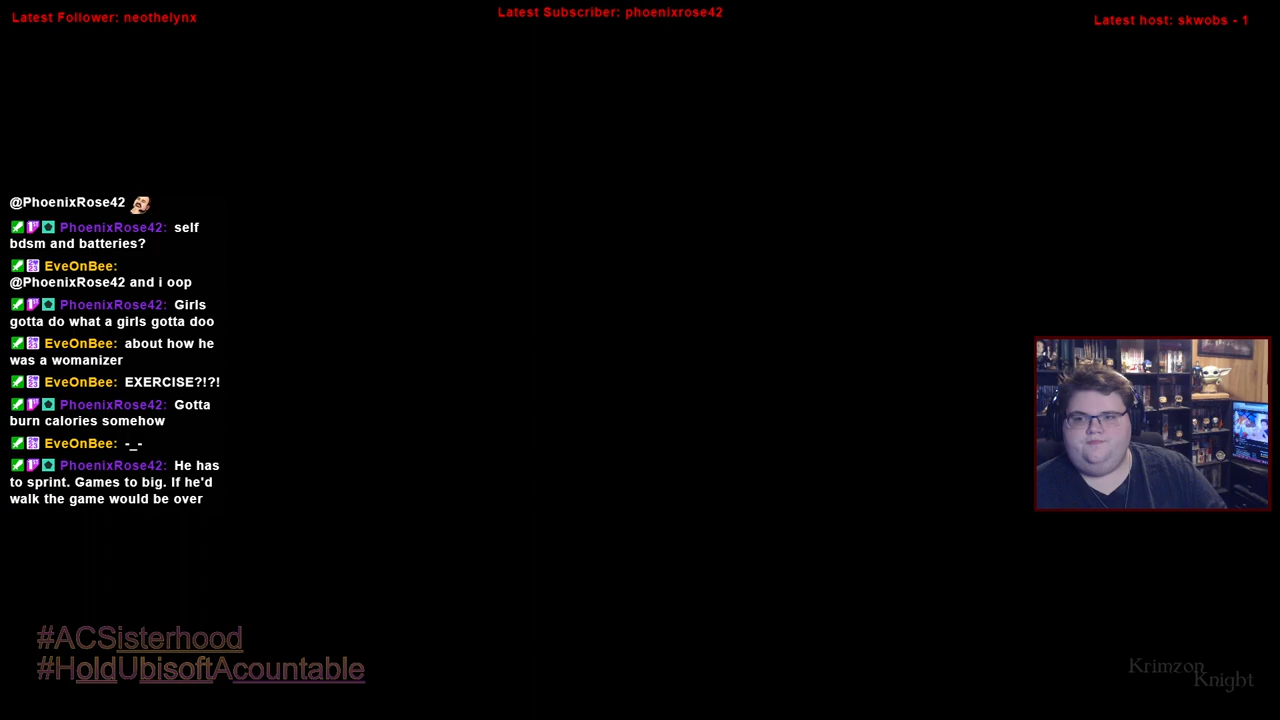 Latest Follower: neothelynx
Latest Subscriber: phoenixrose42
Latest host: skwobs - 1
@PhoenixRose42
PhoenixRose42: self
bdsm and batteries?
EveOnBee:
@PhoenixRose42 and i oop
PhoenixRose42: Girls
gotta do what a girls gotta doo
EveOnBee: about how he
was a womanizer
EveOnBee: EXERCISE?!?!
PhoenixRose42: Gotta
burn calories somehow
EveOnBee: -_-
PhoenixRose42: He has
to sprint. Games to big. If he'd
walk the game would be over
#ACSisterhood
#HoldUbisoftAcountable
Krimzon
Knight